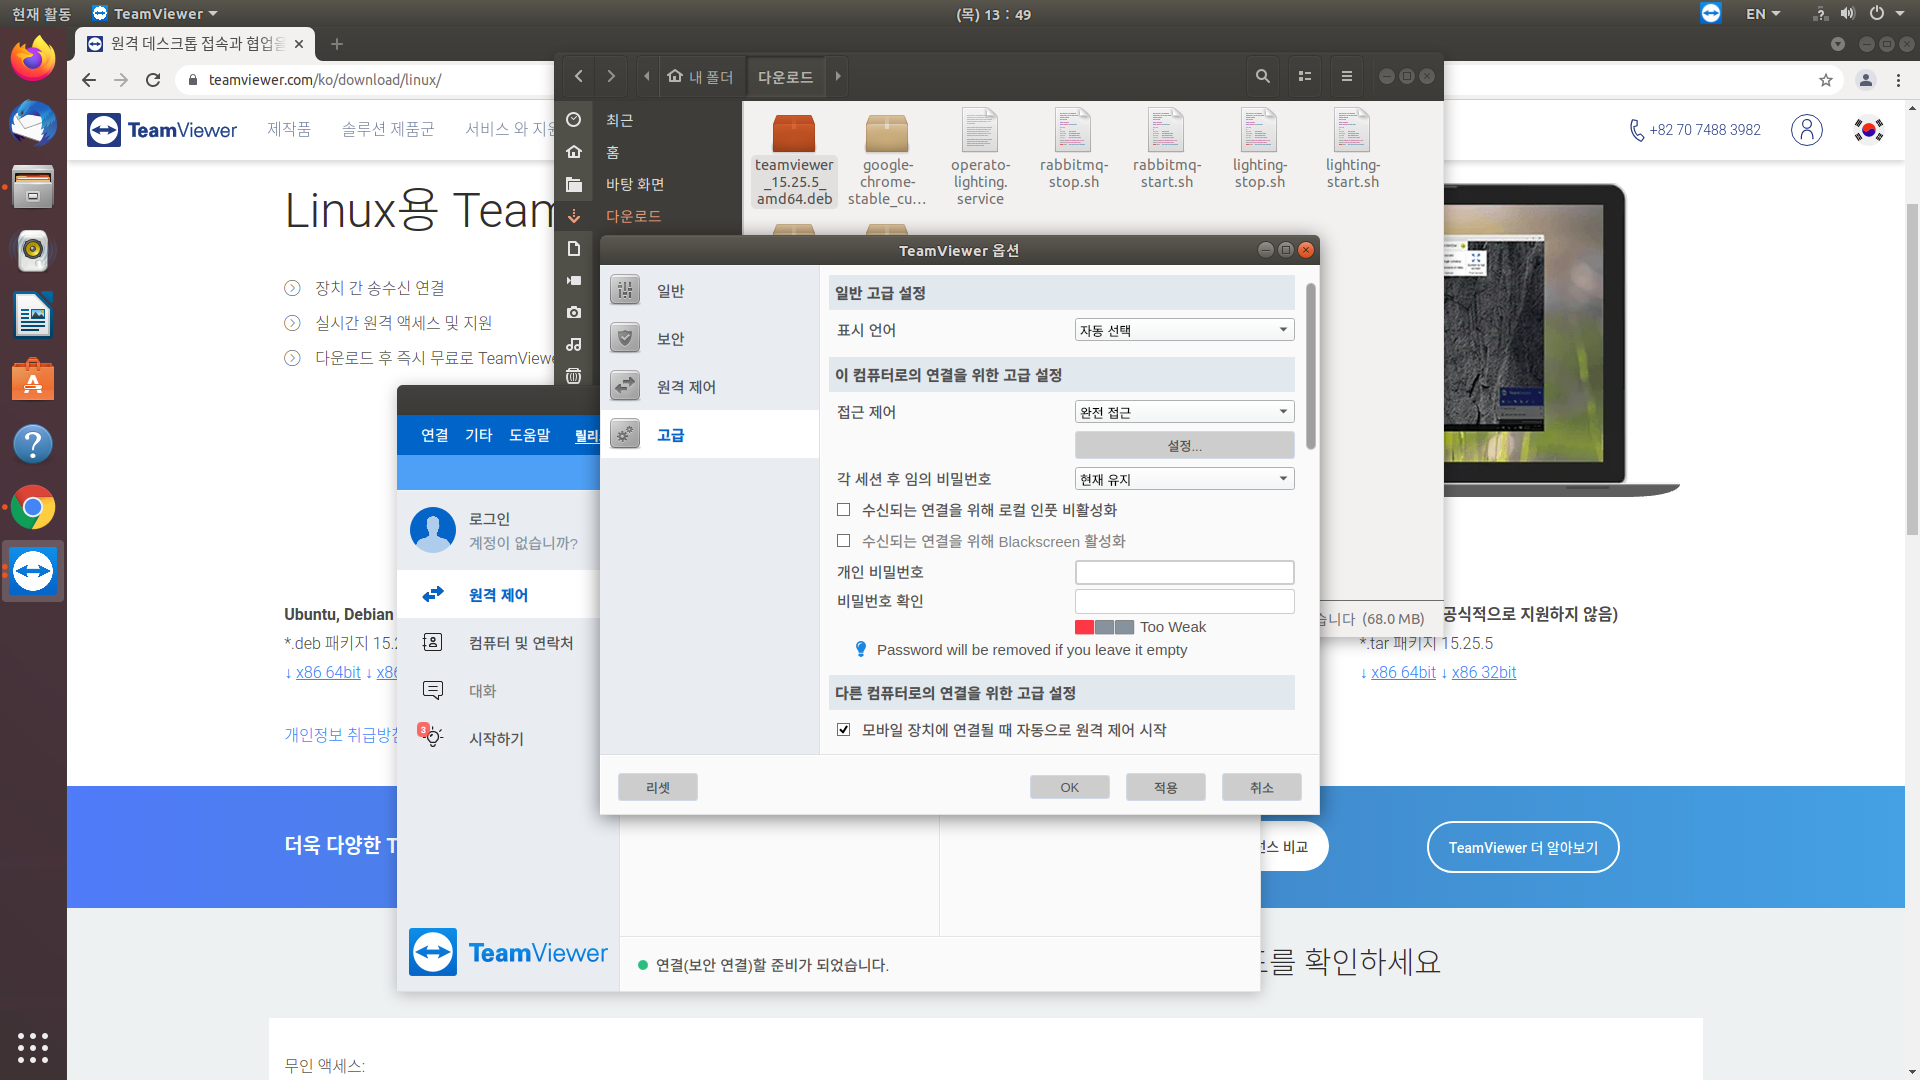 현재 활동
TeamViewer
(목) 13 : 49
EN
원격 데스크톱 접속과 협업을
teamviewer.com/ko/download/linux/
내 폴더
다운로드
TeamViewer
제작품
솔루션 제품군
서비스 와 지원
+82 70 7488 3982
최근
홈
바탕 화면
다운로드
teamviewer
_15.25.5_
amd64.deb
google-
chrome-
stable_cu...
operato-
lighting.
service
rabbitmq-
stop.sh
rabbitmq-
start.sh
lighting-
stop.sh
lighting-
start.sh
Linux용 Team
장치 간 송수신 연결
실시간 원격 액세스 및 지원
다운로드 후 즉시 무료로 TeamViewe
TeamViewer 옵션
일반
보안
원격 제어
고급
일반 고급 설정
표시 언어
자동 선택
이 컴퓨터로의 연결을 위한 고급 설정
접근 제어
완전 접근
설정...
각 세션 후 임의 비밀번호
현재 유지
수신되는 연결을 위해 로컬 인풋 비활성화
수신되는 연결을 위해 Blackscreen 활성화
개인 비밀번호
비밀번호 확인
Too Weak
Password will be removed if you leave it empty
다른 컴퓨터로의 연결을 위한 고급 설정
모바일 장치에 연결될 때 자동으로 원격 제어 시작
리셋
OK
적용
취소
연결
기타
도움말
릴리
로그인
계정이 없습니까?
원격 제어
컴퓨터 및 연락처
대화
3
시작하기
TeamViewer
연결(보안 연결)할 준비가 되었습니다.
습니다 (68.0 MB)
Ubuntu, Debian
*.deb 패키지 15.2
↓ x86 64bit ↓ x86
개인정보 취급방침
공식적으로 지원하지 않음)
*.tar 패키지 15.25.5
↓ x86 64bit ↓ x86 32bit
더욱 다양한 T
선스 비교
TeamViewer 더 알아보기
드를 확인하세요
무인 액세스: